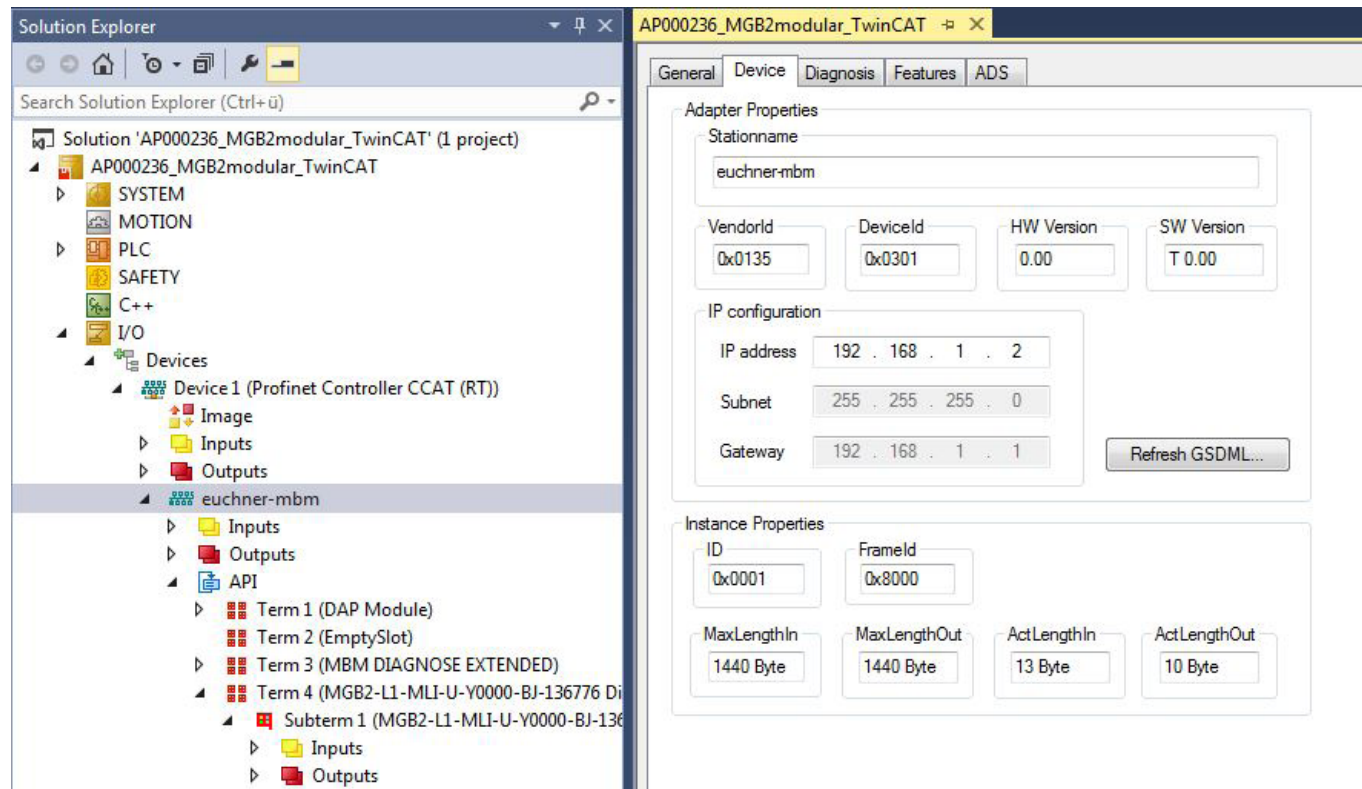 Solution Explorer
Search Solution Explorer (Ctrl+ü)
Solution 'AP000236_MGB2modular_TwinCAT' (1 project)
AP000236_MGB2modular_TwinCAT
SYSTEM
MOTION
PLC
SAFETY
C++
I/O
Devices
Device 1 (Profinet Controller CCAT (RT))
Image
Inputs
Outputs
euchner-mbm
Inputs
Outputs
API
Term 1 (DAP Module)
Term 2 (EmptySlot)
Term 3 (MBM DIAGNOSE EXTENDED)
Term 4 (MGB2-L1-MLI-U-Y0000-BJ-136776 Di
Subterm 1 (MGB2-L1-MLI-U-Y0000-BJ-136
Inputs
Outputs
AP000236_MGB2modular_TwinCAT
General Device Diagnosis Features ADS
Adapter Properties
Stationname
euchner-mbm
VendorId DeviceId HW Version SW Version
0x0135 0x0301 0.00 T 0.00
IP configuration
IP address 192 . 168 . 1 . 2
Subnet 255 . 255 . 255 . 0
Gateway 192 . 168 . 1 . 1
Refresh GSDML...
Instance Properties
ID FrameId
0x0001 0x8000
MaxLengthIn MaxLengthOut ActLengthIn ActLengthOut
1440 Byte 1440 Byte 13 Byte 10 Byte